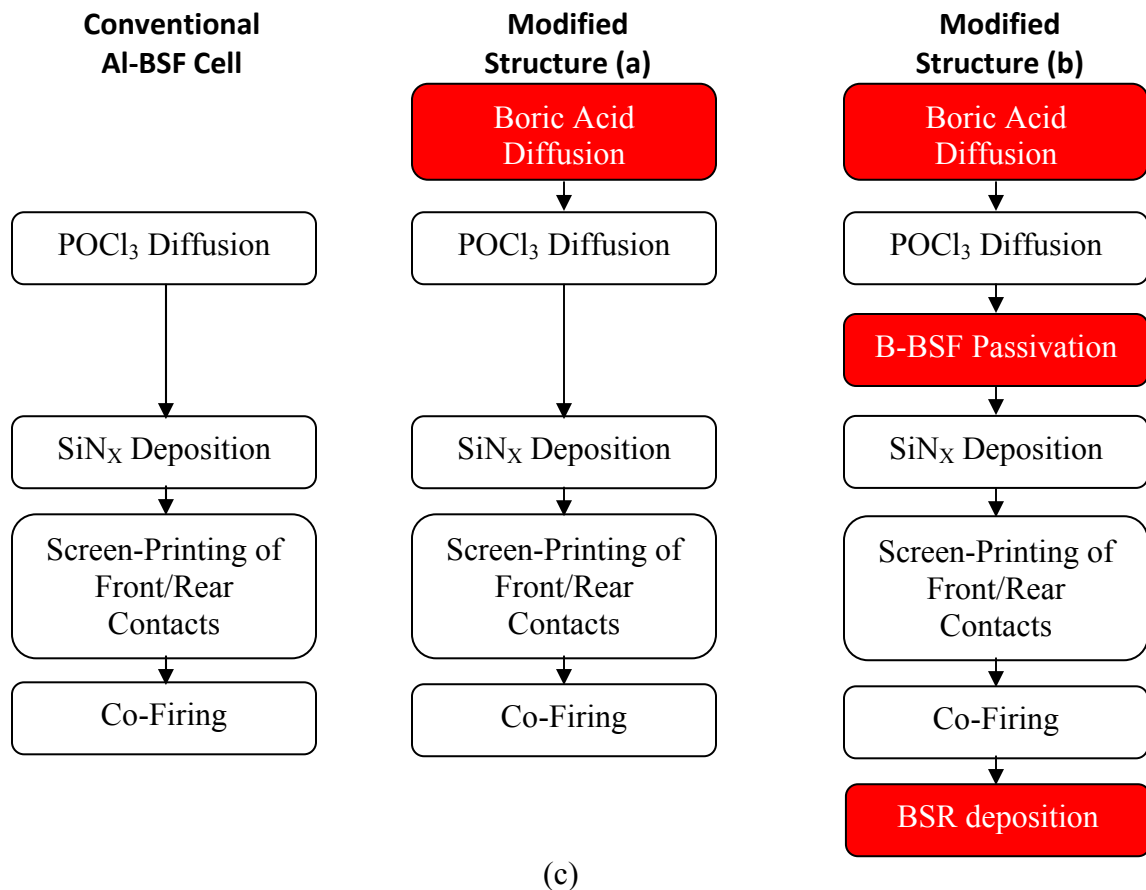 Conventional
Al-BSF Cell
POCl₃ Diffusion
SiNX Deposition
Screen-Printing of
Front/Rear
Contacts
Co-Firing
Modified
Structure (a)
Boric Acid
Diffusion
POCl₃ Diffusion
SiNX Deposition
Screen-Printing of
Front/Rear
Contacts
Co-Firing
Modified
Structure (b)
Boric Acid
Diffusion
POCl₃ Diffusion
B-BSF Passivation
SiNX Deposition
Screen-Printing of
Front/Rear
Contacts
Co-Firing
BSR deposition
(c)